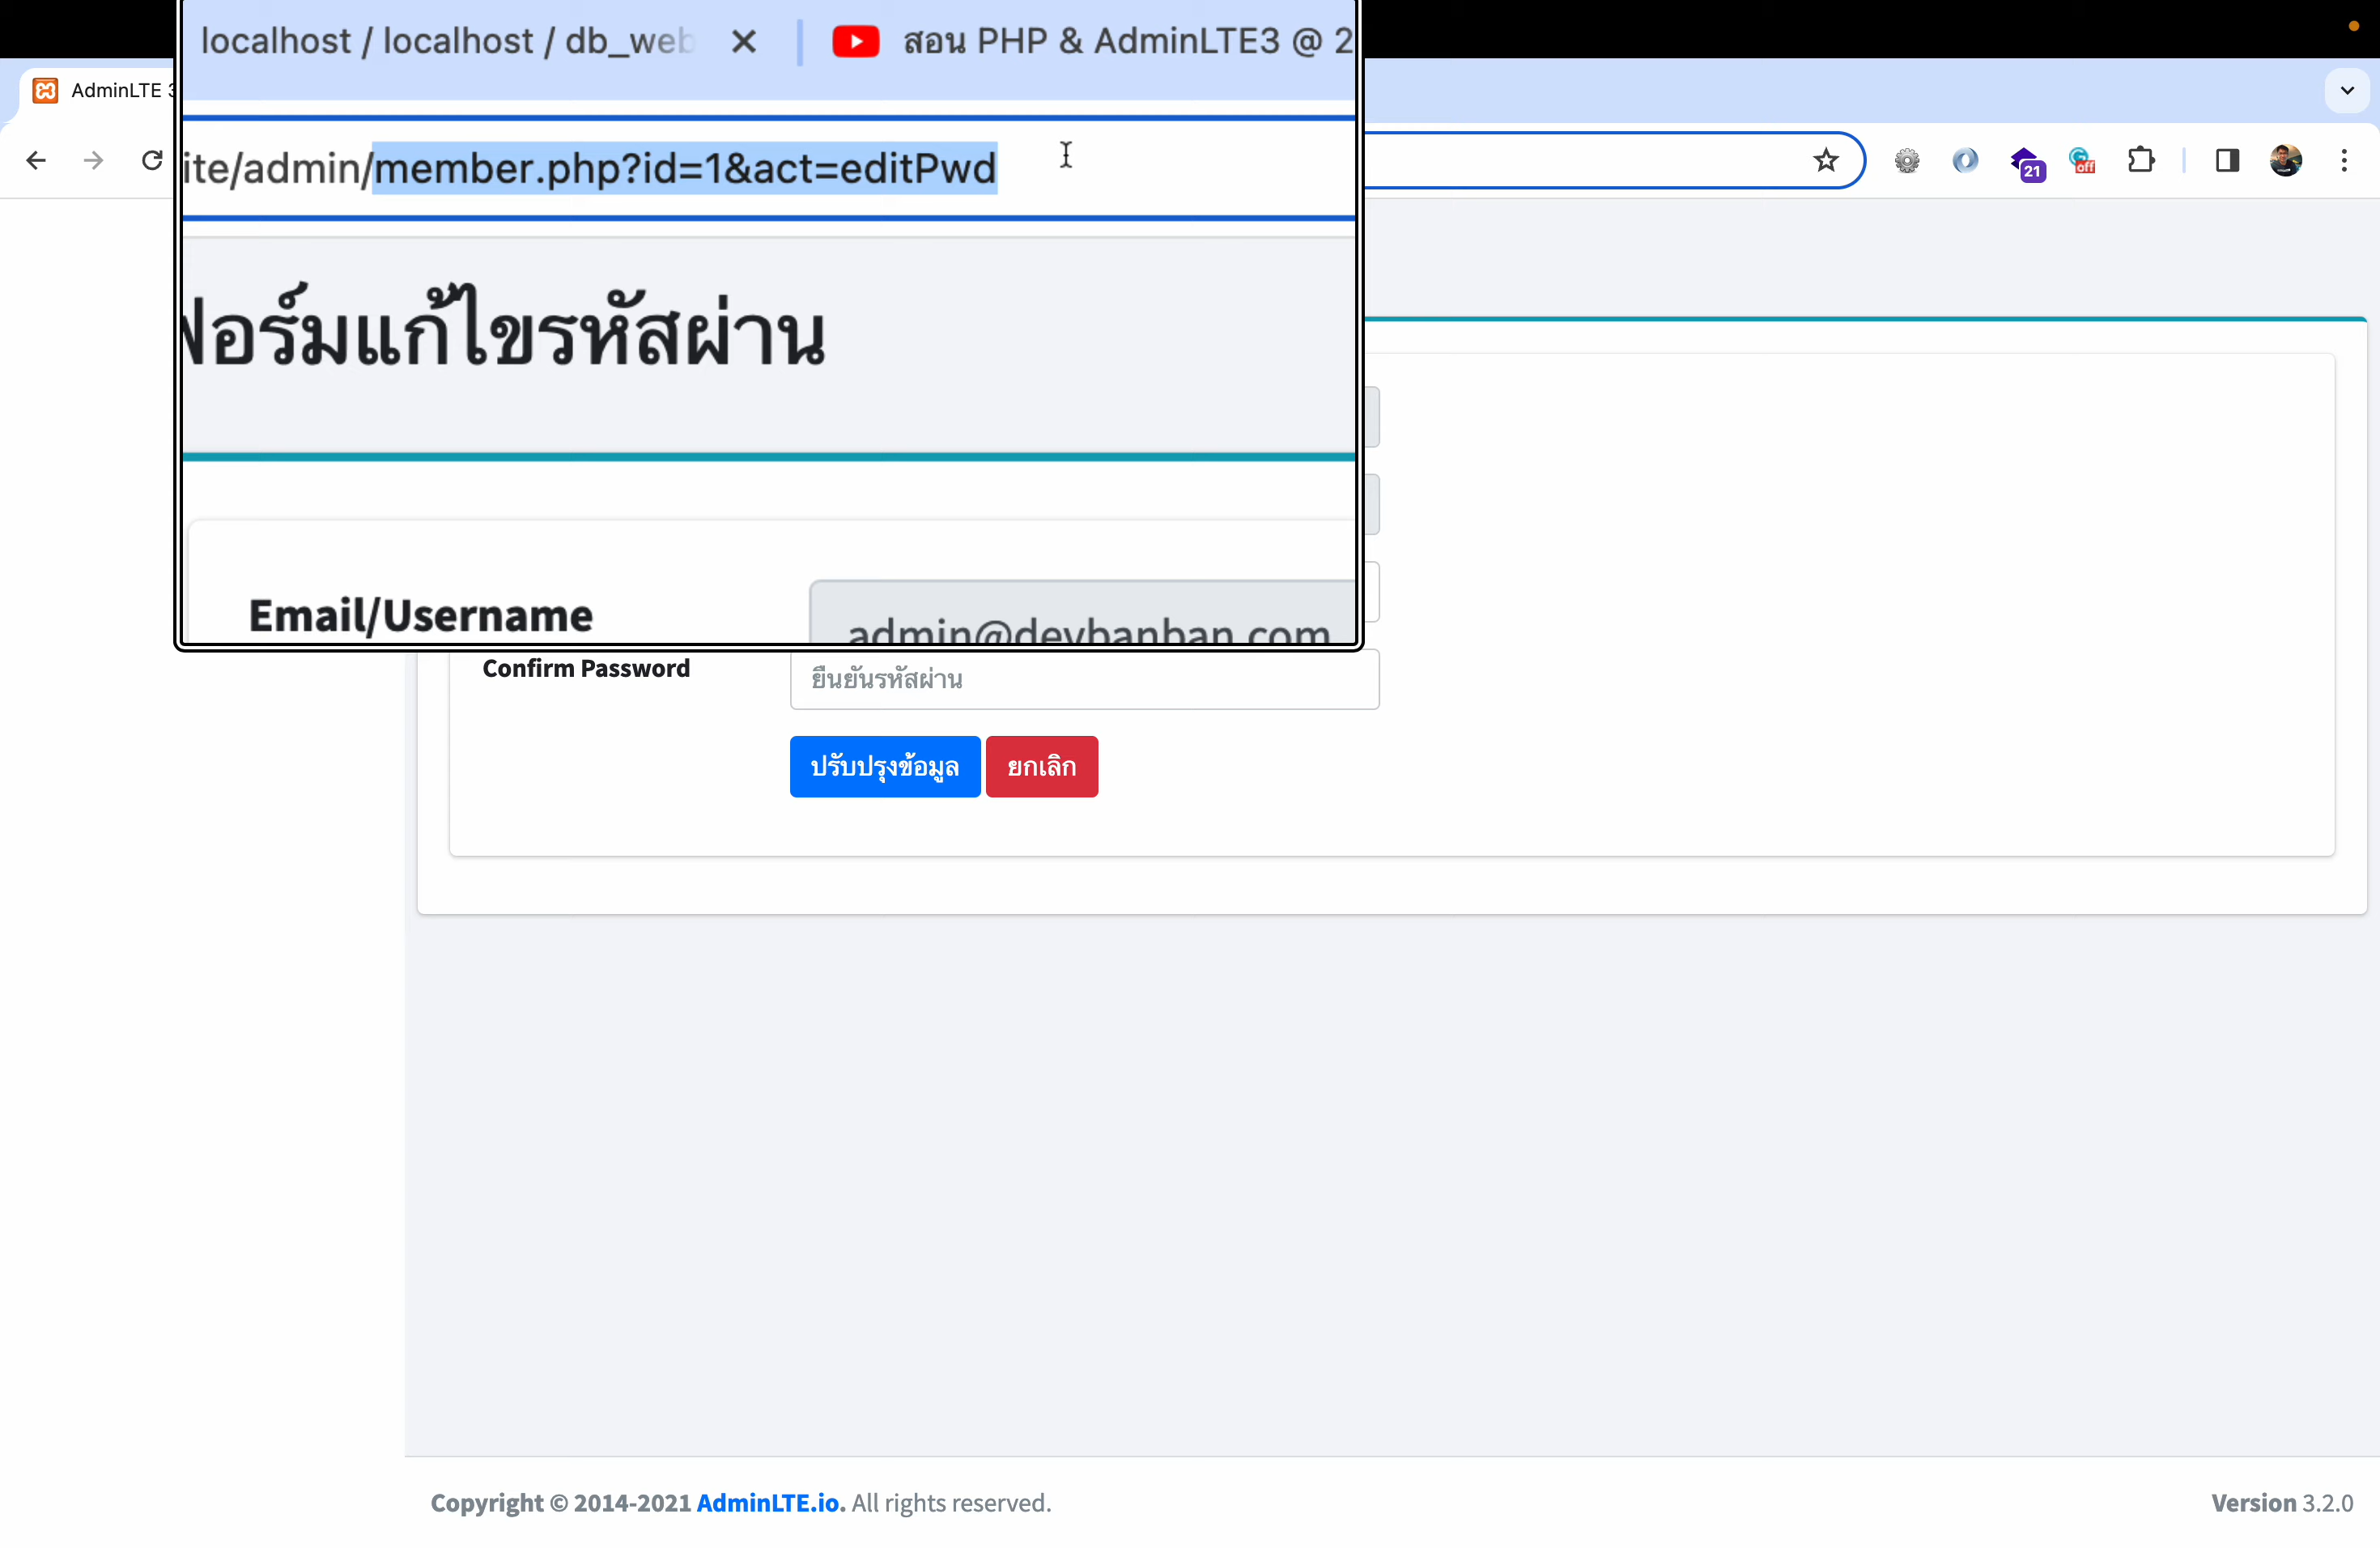 localhost / localhost / db_web
สอน PHP & AdminLTE3 @ 2
AdminLTE 3
ite/admin/member.php?id=1&act=editPwd
21
off
ฟอร์มแก้ไขรหัสผ่าน
Email/Username
admin@devbanban.com
Confirm Password
ยืนยันรหัสผ่าน
ปรับปรุงข้อมูล
ยกเลิก
Copyright © 2014-2021 AdminLTE.io. All rights reserved.
Version 3.2.0